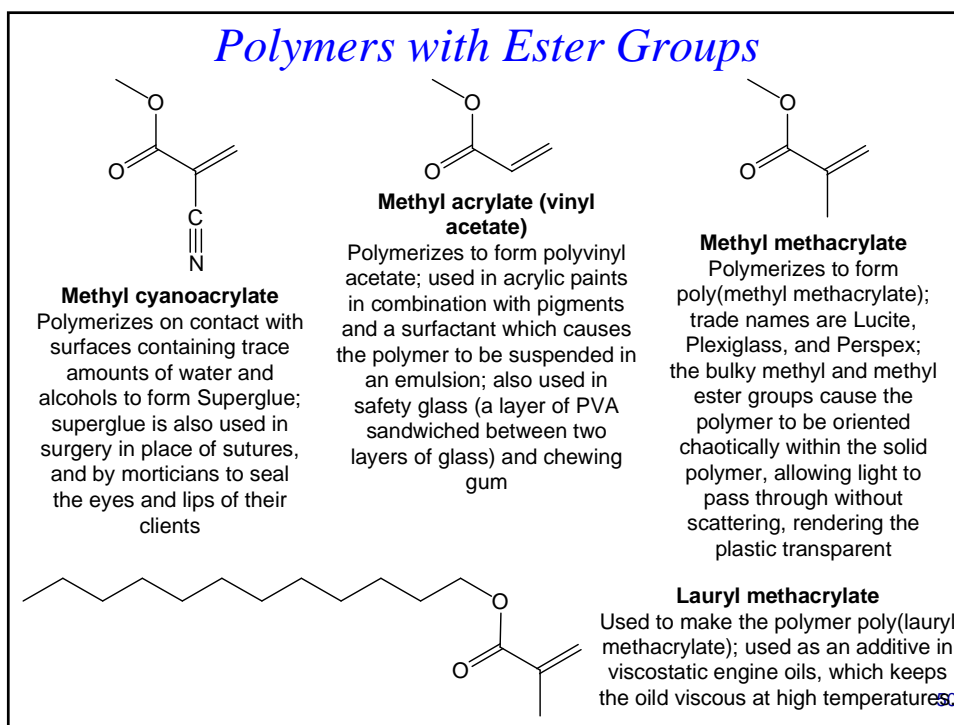 Polymers with Ester Groups
O
O
C
N
Methyl cyanoacrylate
Polymerizes on contact with
surfaces containing trace
amounts of water and
alcohols to form Superglue;
superglue is also used in
surgery in place of sutures,
and by morticians to seal
the eyes and lips of their
clients
O
O
Methyl acrylate (vinyl
acetate)
Polymerizes to form polyvinyl
acetate; used in acrylic paints
in combination with pigments
and a surfactant which causes
the polymer to be suspended in
an emulsion; also used in
safety glass (a layer of PVA
sandwiched between two
layers of glass) and chewing
gum
O
O
Methyl methacrylate
Polymerizes to form
poly(methyl methacrylate);
trade names are Lucite,
Plexiglass, and Perspex;
the bulky methyl and methyl
ester groups cause the
polymer to be oriented
chaotically within the solid
polymer, allowing light to
pass through without
scattering, rendering the
plastic transparent
O
O
Lauryl methacrylate
Used to make the polymer poly(lauryl
methacrylate); used as an additive in
viscostatic engine oils, which keeps
the oild viscous at high temperatures.
50